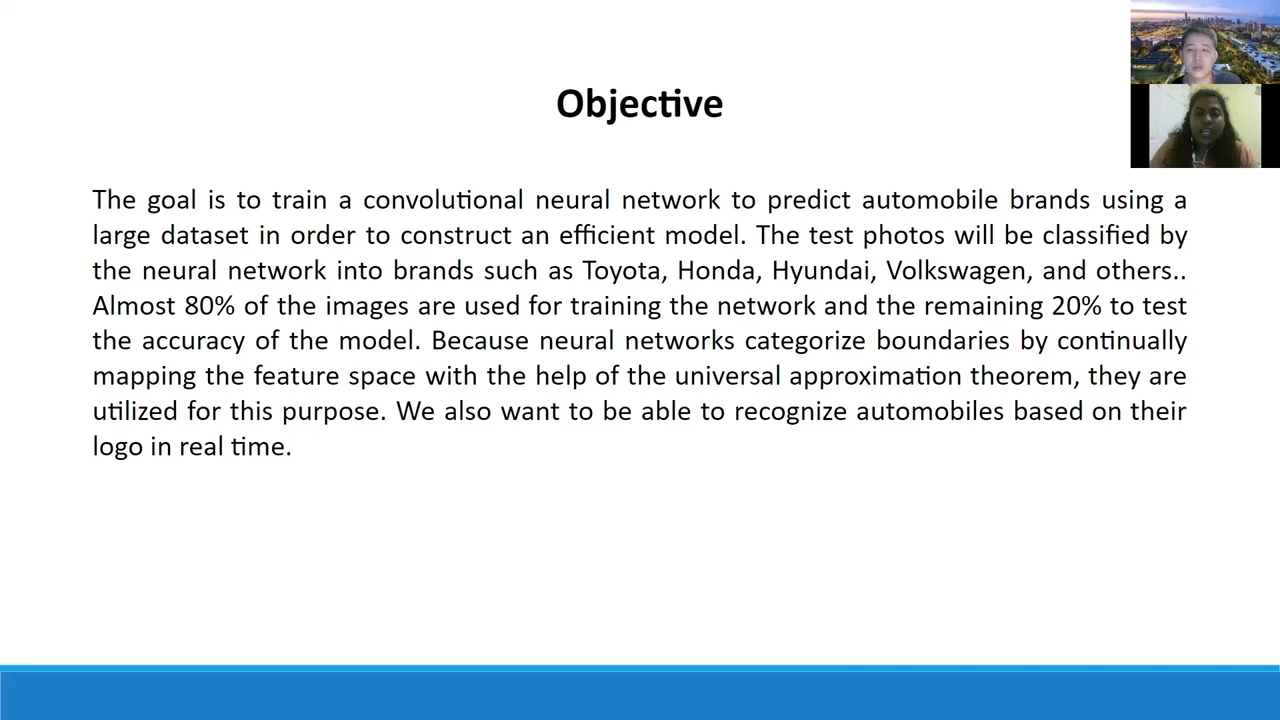 Objective
The goal is to train a convolutional neural network to predict automobile brands using a
large dataset in order to construct an efficient model. The test photos will be classified by
the neural network into brands such as Toyota, Honda, Hyundai, Volkswagen, and others..
Almost 80% of the images are used for training the network and the remaining 20% to test
the accuracy of the model. Because neural networks categorize boundaries by continually
mapping the feature space with the help of the universal approximation theorem, they are
utilized for this purpose. We also want to be able to recognize automobiles based on their
logo in real time.